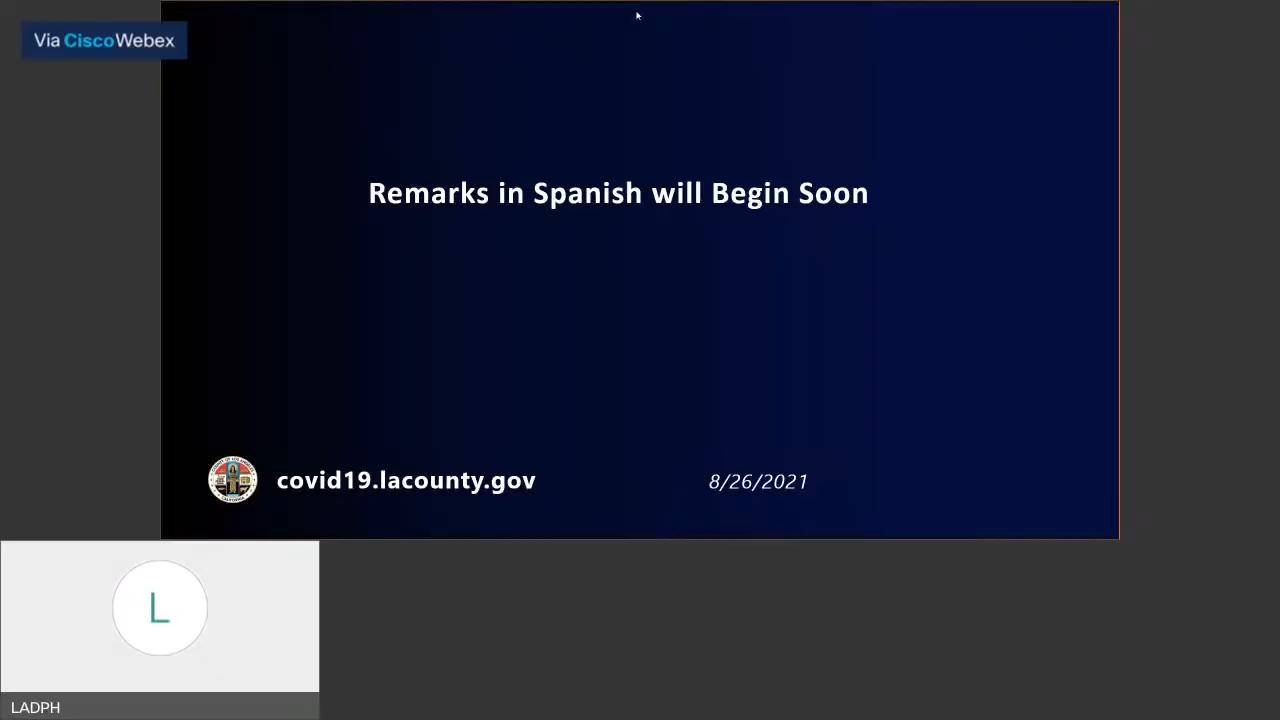 Via CiscoWebex
Remarks in Spanish will Begin Soon
covid19.lacounty.gov
8/26/2021
L
LADPH